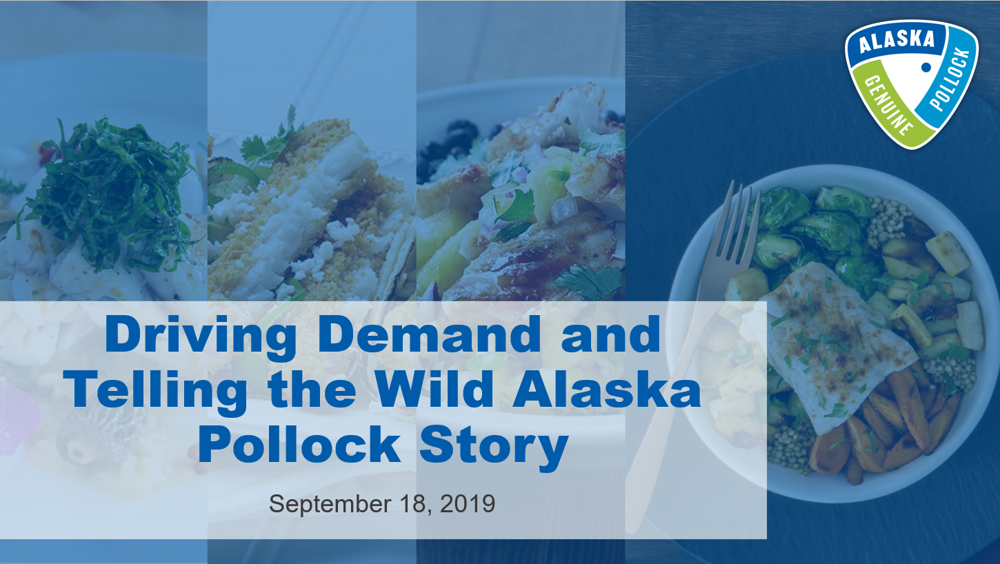 ALASKA
POLLOCK
GENUINE
Driving Demand and
Telling the Wild Alaska
Pollock Story
September 18, 2019